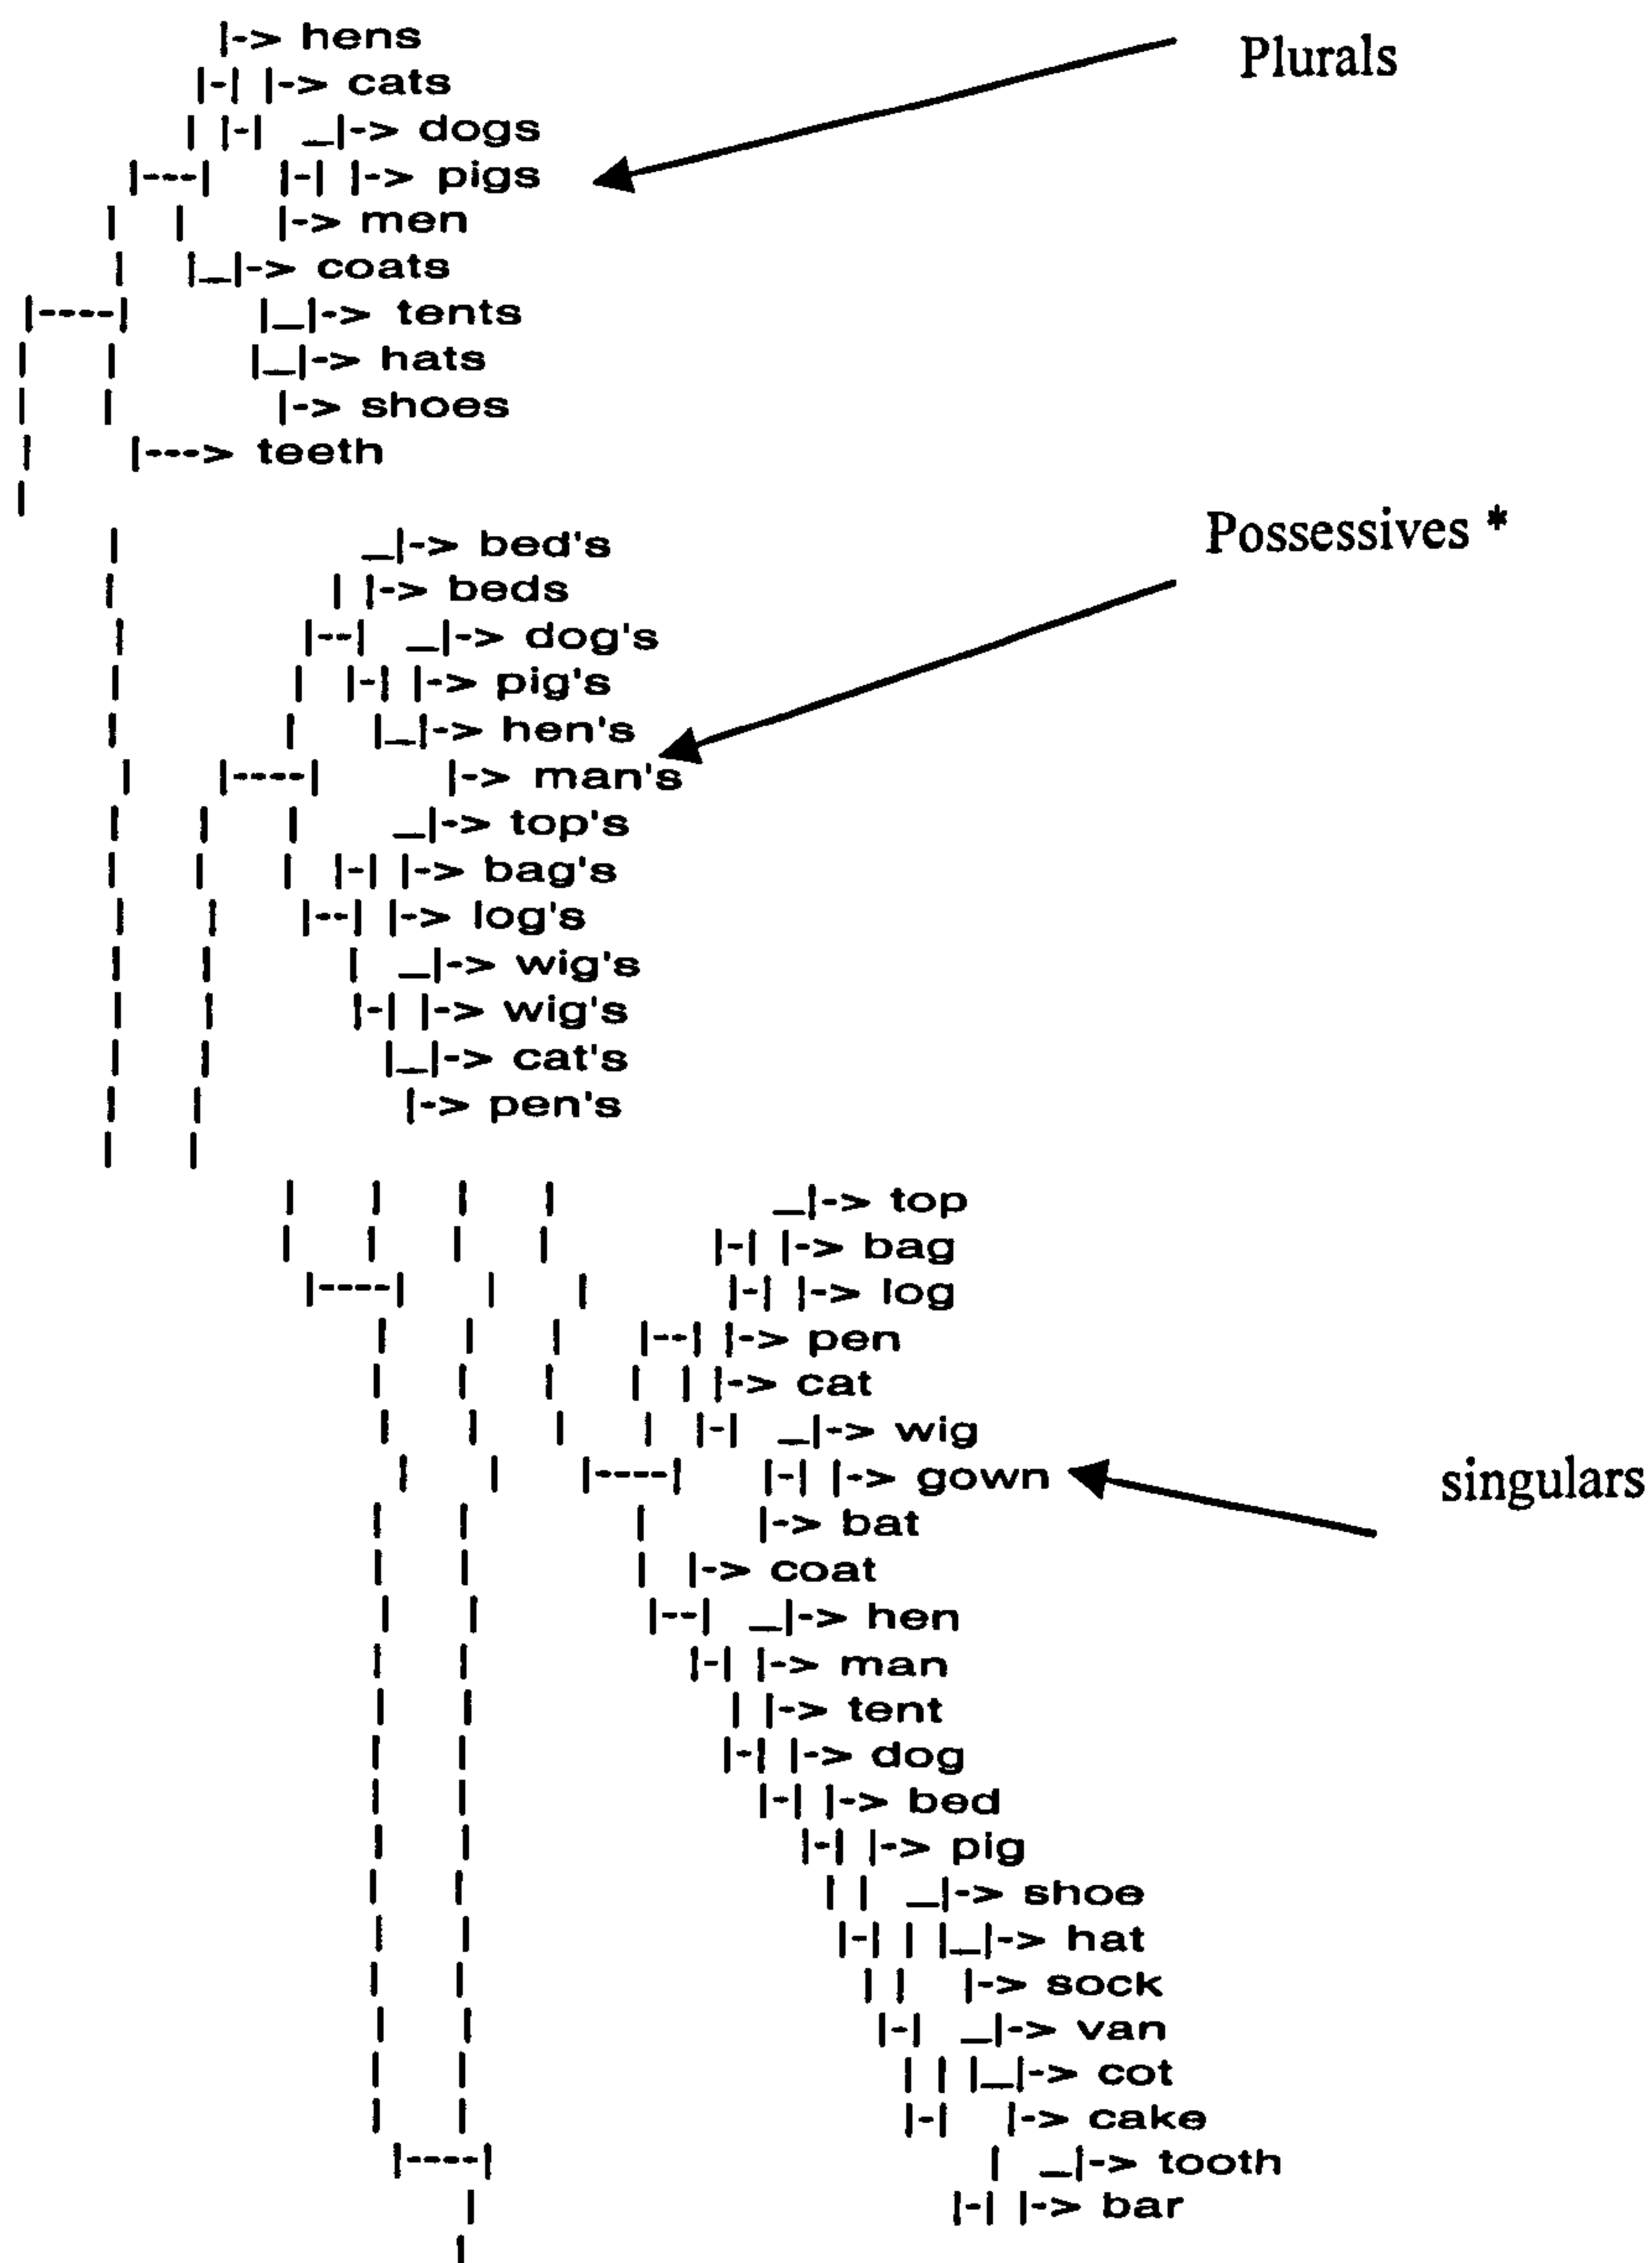 |-> hens
Plurals
|-| |-> cats
| |-| _|-> dogs
|---| |-| |-> pigs
| | |-> men
| |_|-> coats
|----| |_|-> tents
| | |_|-> hats
| | |-> shoes
| |---> teeth
|
Possessives *
| _|-> bed's
| | |-> beds
| |--| _|-> dog's
| | |-| |-> pig's
| | |_|-> hen's
| |----| |-> man's
| | | _|-> top's
| | | |-| |-> bag's
| | |--| |-> log's
| | | _|-> wig's
| | |-| |-> wig's
| | |_|-> cat's
| | |-> pen's
| |
| | | | _|-> top
| | | | |-| |-> bag
|----| | | |-| |-> log
| | | |--| |-> pen
| | | | | |-> cat
| | | | |-| _|-> wig
| | |----| |-| |-> gown
singulars
| | | |-> bat
| | | |-> coat
| | |--| _|-> hen
| | |-| |-> man
| | | |-> tent
| | |-| |-> dog
| | |-| |-> bed
| | |-| |-> pig
| | | | _|-> shoe
| | |-| | |_|-> hat
| | | | |-> sock
| | |-| _|-> van
| | | | |_|-> cot
| | |-| |-> cake
|----| | _|-> tooth
| |-| |-> bar
|